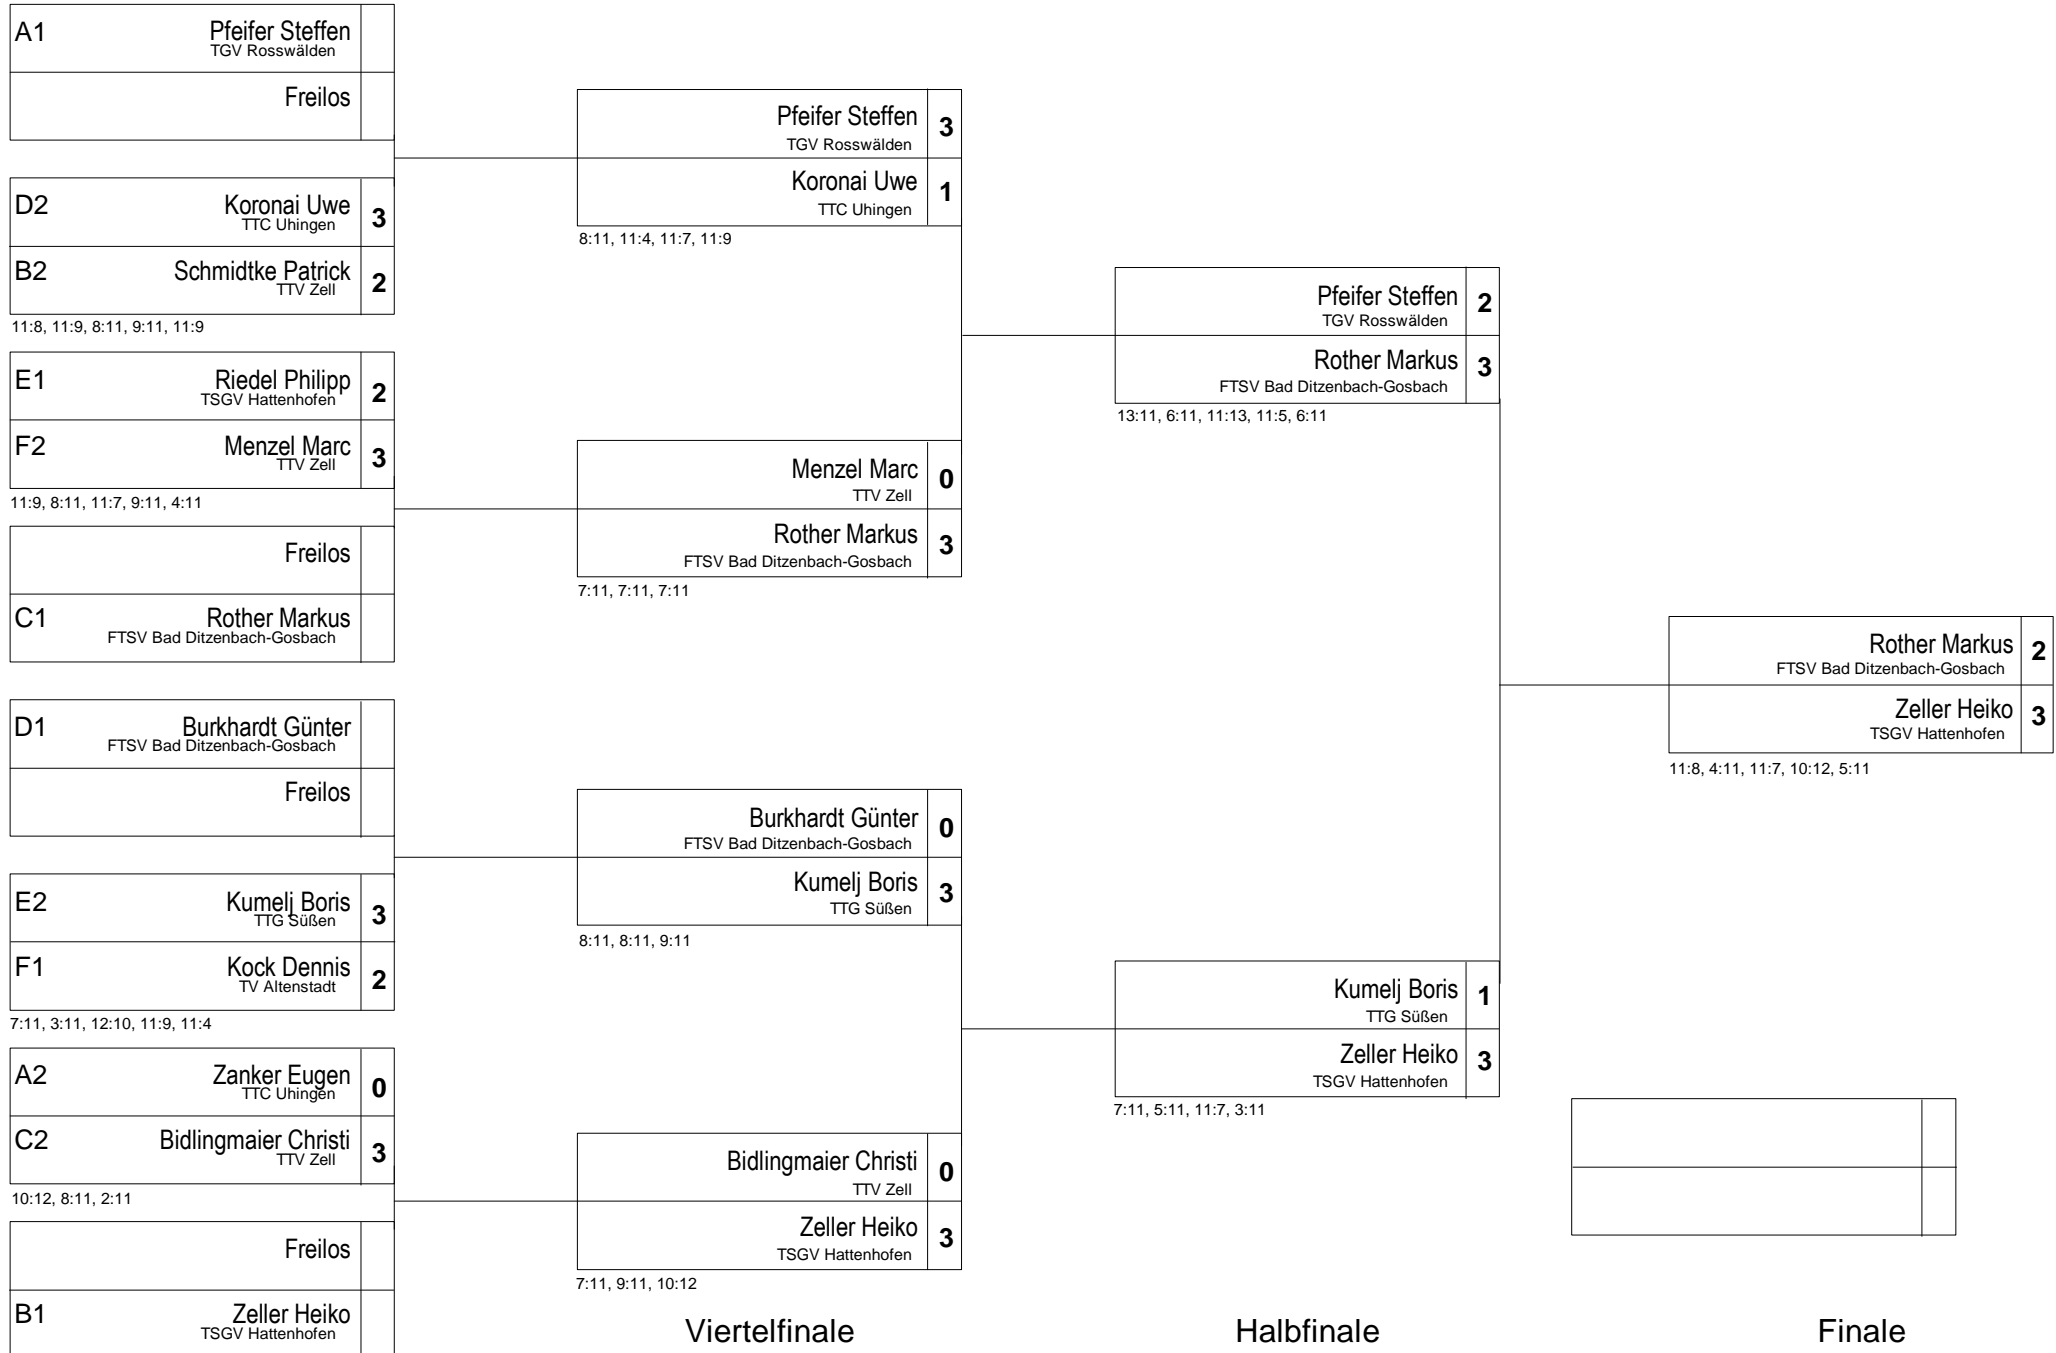 A1 Pfeifer Steffen
TGV Rosswälden
Freilos
D2 Koronai Uwe 3
TTC Uhingen
B2 Schmidtke Patrick 2
TTV Zell
11:8, 11:9, 8:11, 9:11, 11:9
E1 Riedel Philipp 2
TSGV Hattenhofen
F2 Menzel Marc 3
TTV Zell
11:9, 8:11, 11:7, 9:11, 4:11
Freilos
C1 Rother Markus
FTSV Bad Ditzenbach-Gosbach
D1 Burkhardt Günter
FTSV Bad Ditzenbach-Gosbach
Freilos
E2 Kumelj Boris 3
TTG Süßen
F1 Kock Dennis 2
TV Altenstadt
7:11, 3:11, 12:10, 11:9, 11:4
A2 Zanker Eugen 0
TTC Uhingen
C2 Bidlingmaier Christi 3
TTV Zell
10:12, 8:11, 2:11
Freilos
B1 Zeller Heiko
TSGV Hattenhofen
Pfeifer Steffen 3
TGV Rosswälden
Koronai Uwe 1
TTC Uhingen
8:11, 11:4, 11:7, 11:9
Menzel Marc 0
TTV Zell
Rother Markus 3
FTSV Bad Ditzenbach-Gosbach
7:11, 7:11, 7:11
Burkhardt Günter 0
FTSV Bad Ditzenbach-Gosbach
Kumelj Boris 3
TTG Süßen
8:11, 8:11, 9:11
Bidlingmaier Christi 0
TTV Zell
Zeller Heiko 3
TSGV Hattenhofen
7:11, 9:11, 10:12
Viertelfinale
Pfeifer Steffen 2
TGV Rosswälden
Rother Markus 3
FTSV Bad Ditzenbach-Gosbach
13:11, 6:11, 11:13, 11:5, 6:11
Kumelj Boris 1
TTG Süßen
Zeller Heiko 3
TSGV Hattenhofen
7:11, 5:11, 11:7, 3:11
Halbfinale
Rother Markus 2
FTSV Bad Ditzenbach-Gosbach
Zeller Heiko 3
TSGV Hattenhofen
11:8, 4:11, 11:7, 10:12, 5:11
Finale